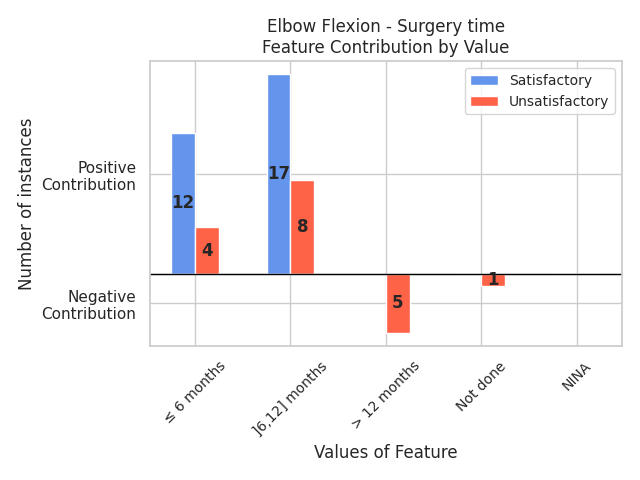 Elbow Flexion - Surgery time
Feature Contribution by Value
Satisfactory
Unsatisfactory
Number of instances
Positive
Contribution
Negative
Contribution
12
4
17
8
5
1
≤ 6 months
]6,12] months
> 12 months
Not done
NINA
Values of Feature